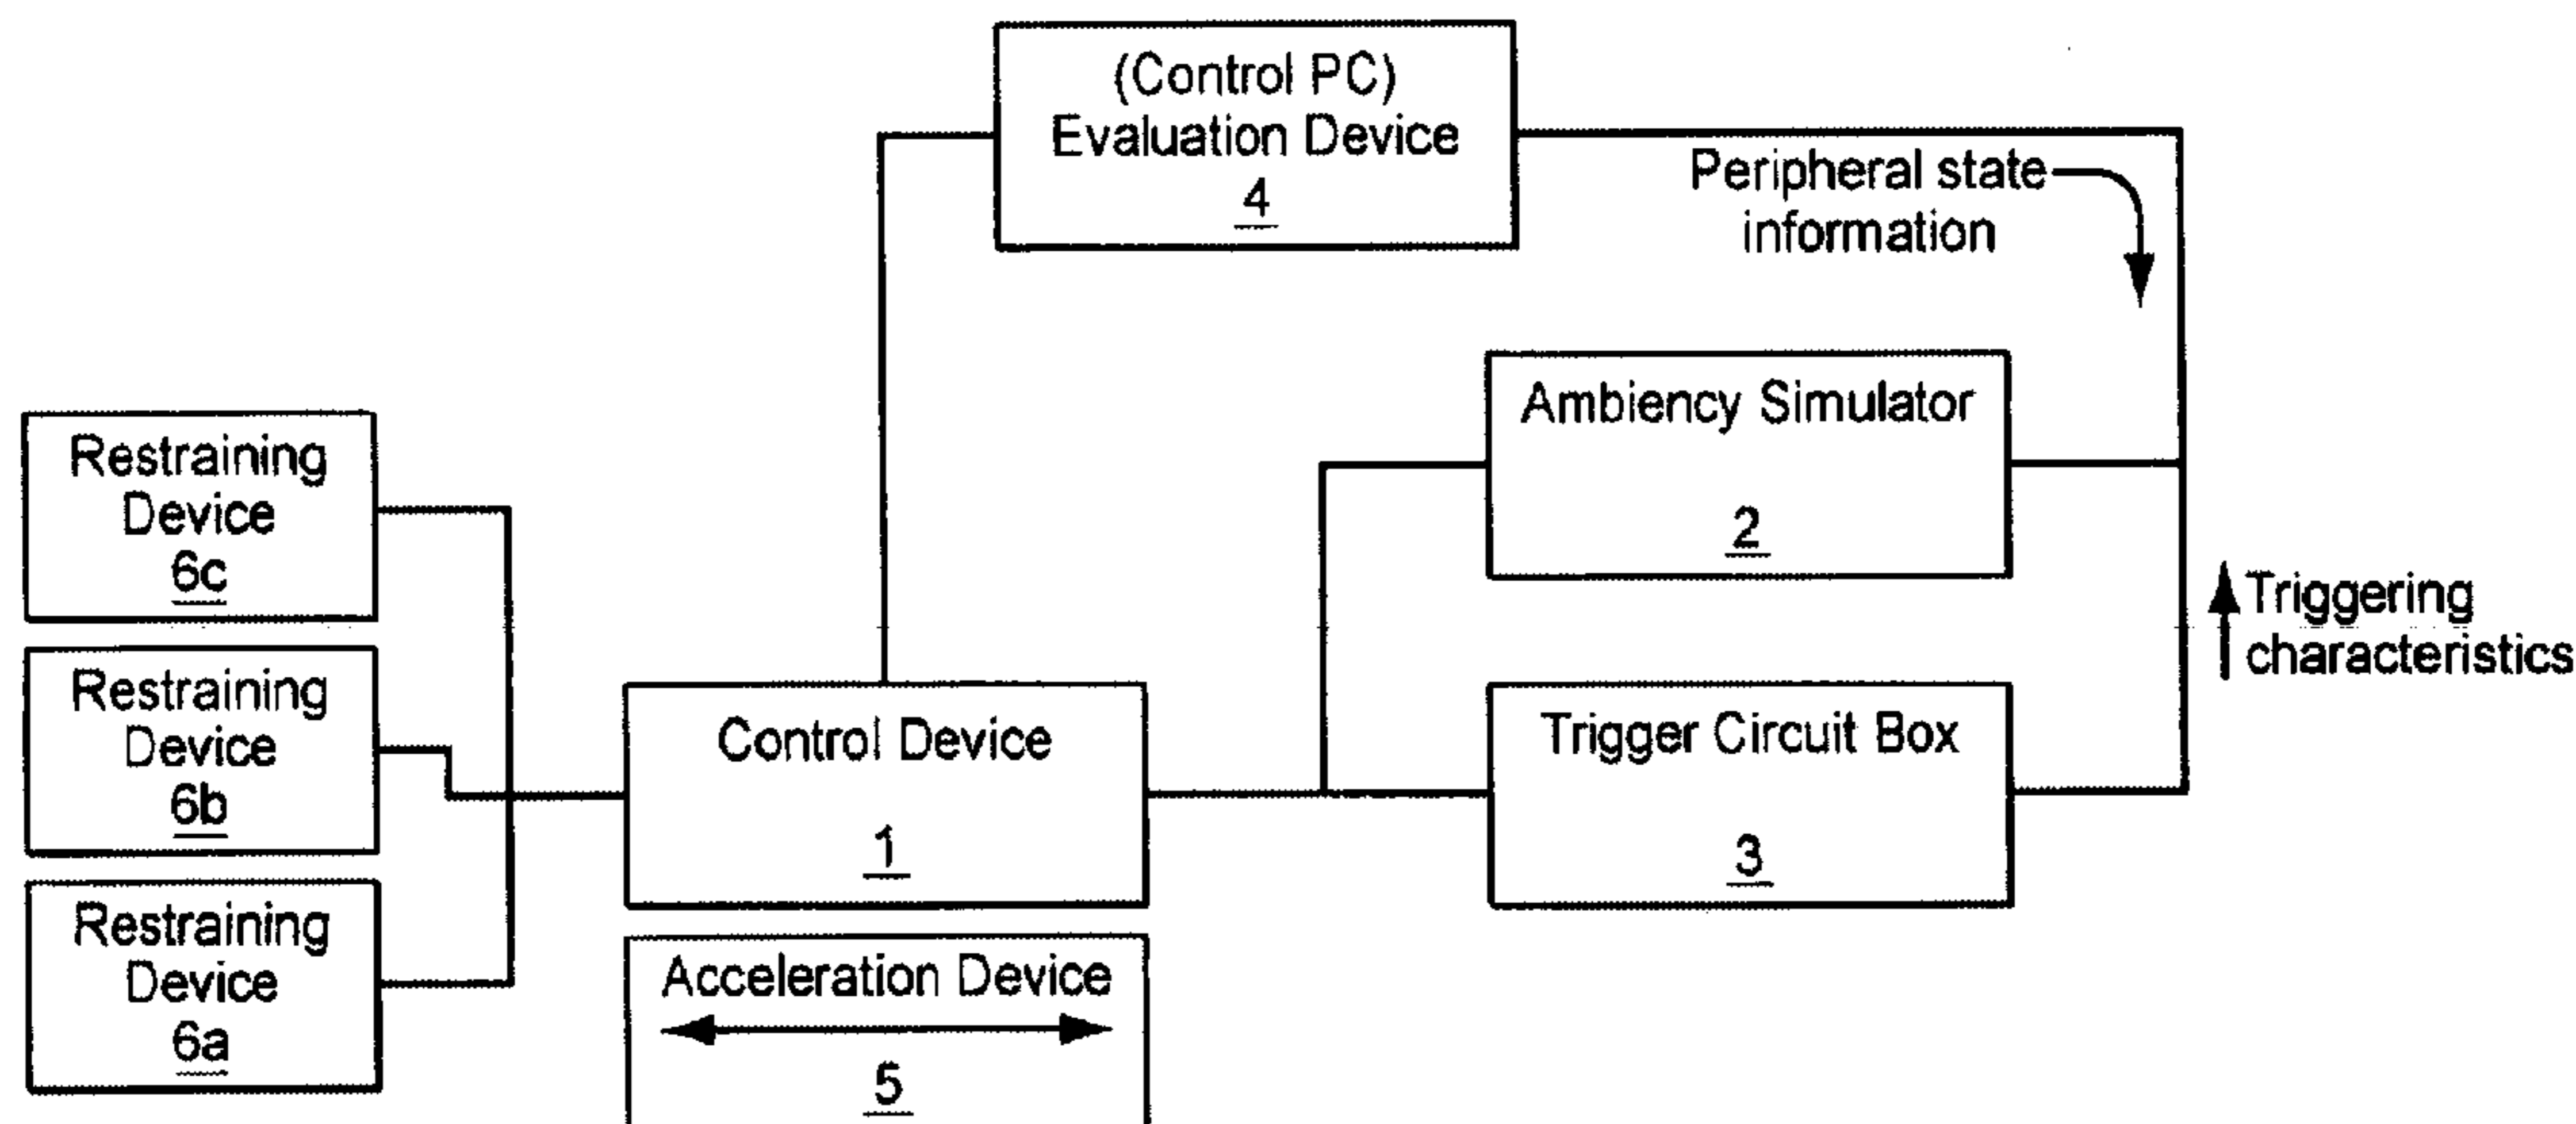 (Control PC)
Evaluation Device
4
Peripheral state
information
Ambiency Simulator
2
Restraining
Device
6c
Triggering
characteristics
Restraining
Device
6b
Control Device
1
Trigger Circuit Box
3
Restraining
Device
6a
Acceleration Device
5